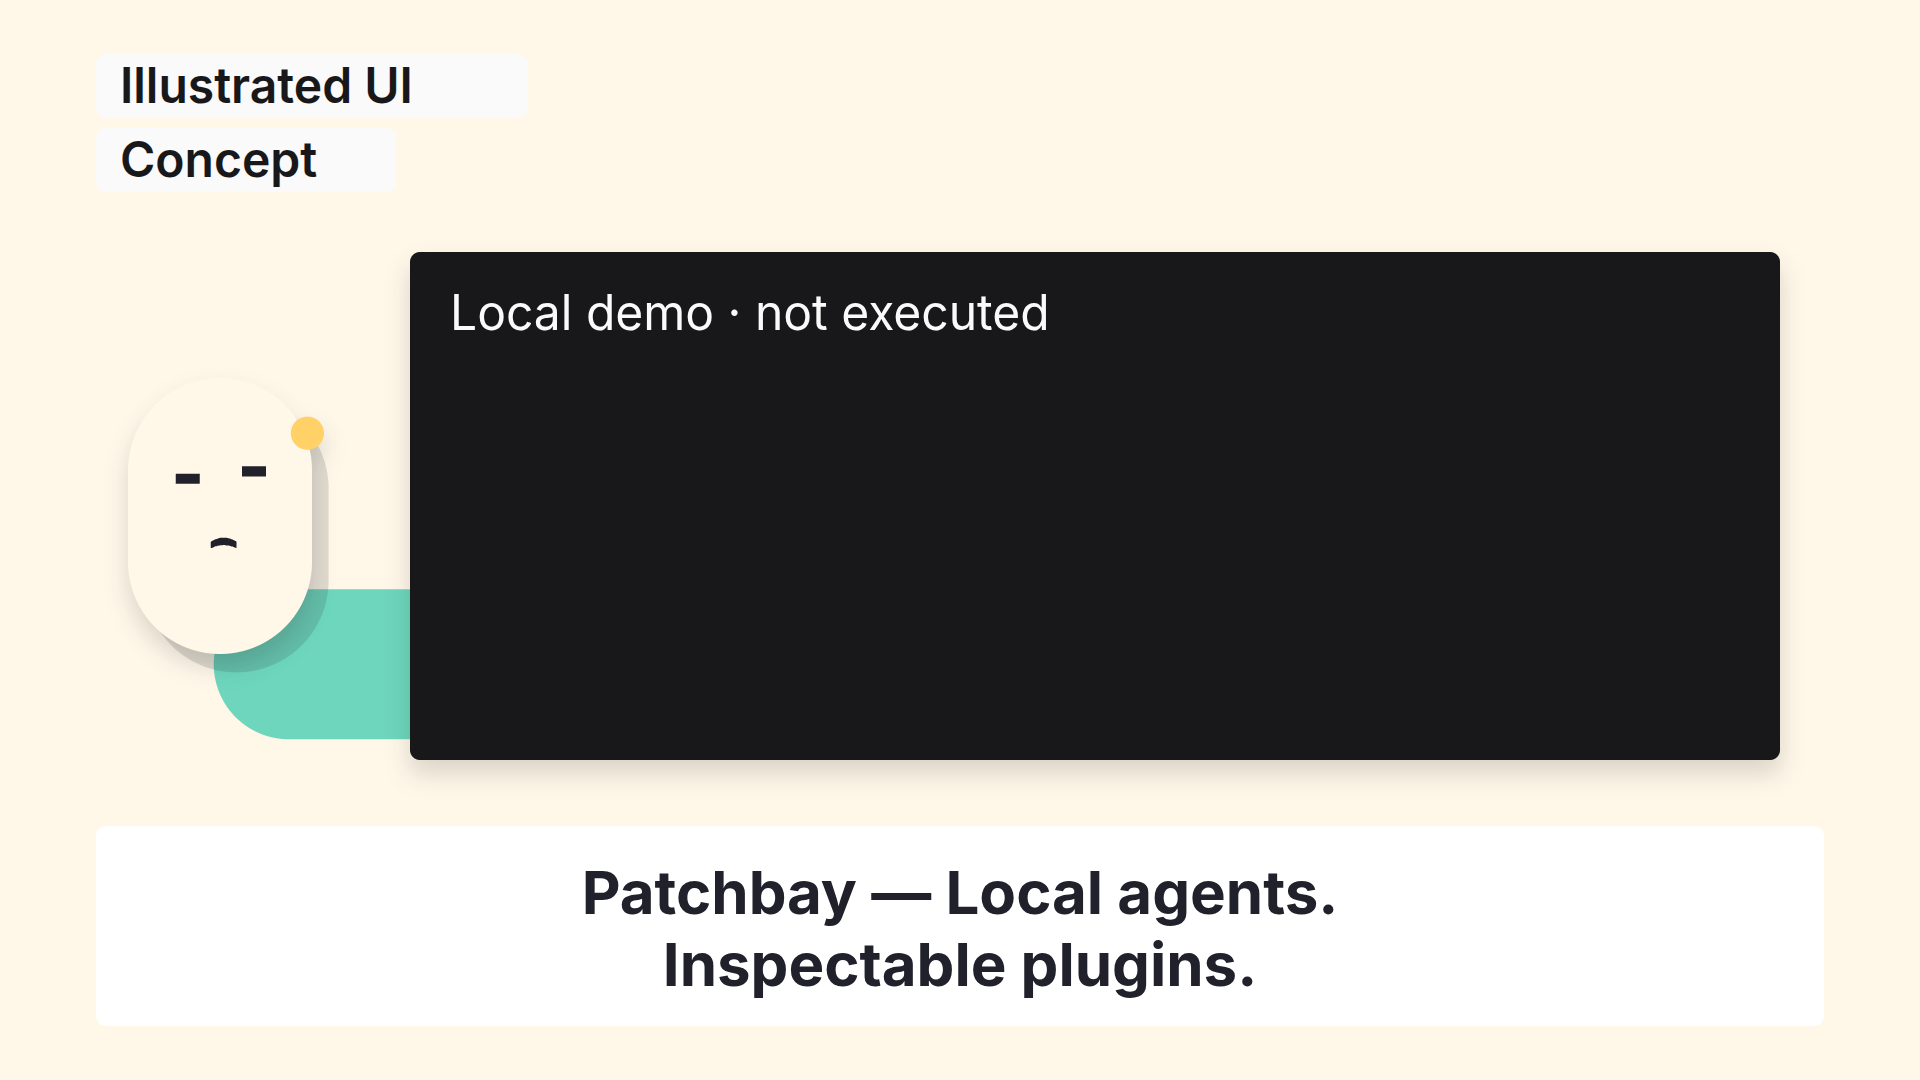 Illustrated UI
Concept
Local demo · not executed
Patchbay — Local agents.
Inspectable plugins.